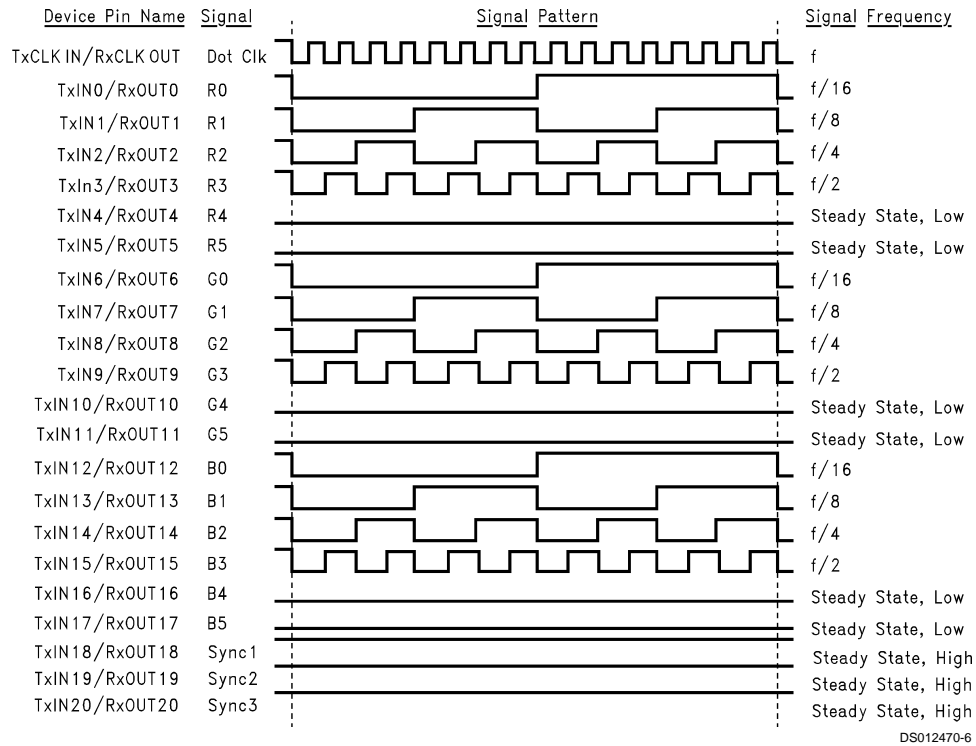 Device Pin Name Signal Signal Pattern Signal Frequency
TxCLK IN/RxCLK OUT Dot Clk f
TxIN0/RxOUT0 R0 f/16
TxIN1/RxOUT1 R1 f/8
TxIN2/RxOUT2 R2 f/4
TxIn3/RxOUT3 R3 f/2
TxIN4/RxOUT4 R4 Steady State, Low
TxIN5/RxOUT5 R5 Steady State, Low
TxIN6/RxOUT6 G0 f/16
TxIN7/RxOUT7 G1 f/8
TxIN8/RxOUT8 G2 f/4
TxIN9/RxOUT9 G3 f/2
TxIN10/RxOUT10 G4 Steady State, Low
TxIN11/RxOUT11 G5 Steady State, Low
TxIN12/RxOUT12 B0 f/16
TxIN13/RxOUT13 B1 f/8
TxIN14/RxOUT14 B2 f/4
TxIN15/RxOUT15 B3 f/2
TxIN16/RxOUT16 B4 Steady State, Low
TxIN17/RxOUT17 B5 Steady State, Low
TxIN18/RxOUT18 Sync1 Steady State, High
TxIN19/RxOUT19 Sync2 Steady State, High
TxIN20/RxOUT20 Sync3 Steady State, High
DS012470-6